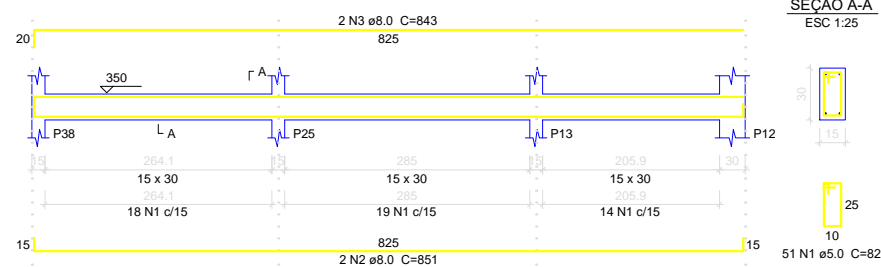 2 N3 ø8.0 C=843
20
825
SEÇÃO A-A
ESC 1:25
350
A
A
P38
P25
P13
P12
15
264.1
15
285
15
205.9
30
15 x 30
15 x 30
15 x 30
264.1
285
205.9
18 N1 c/15
19 N1 c/15
14 N1 c/15
30
15
15
825
15
2 N2 ø8.0 C=851
25
10
51 N1 ø5.0 C=82